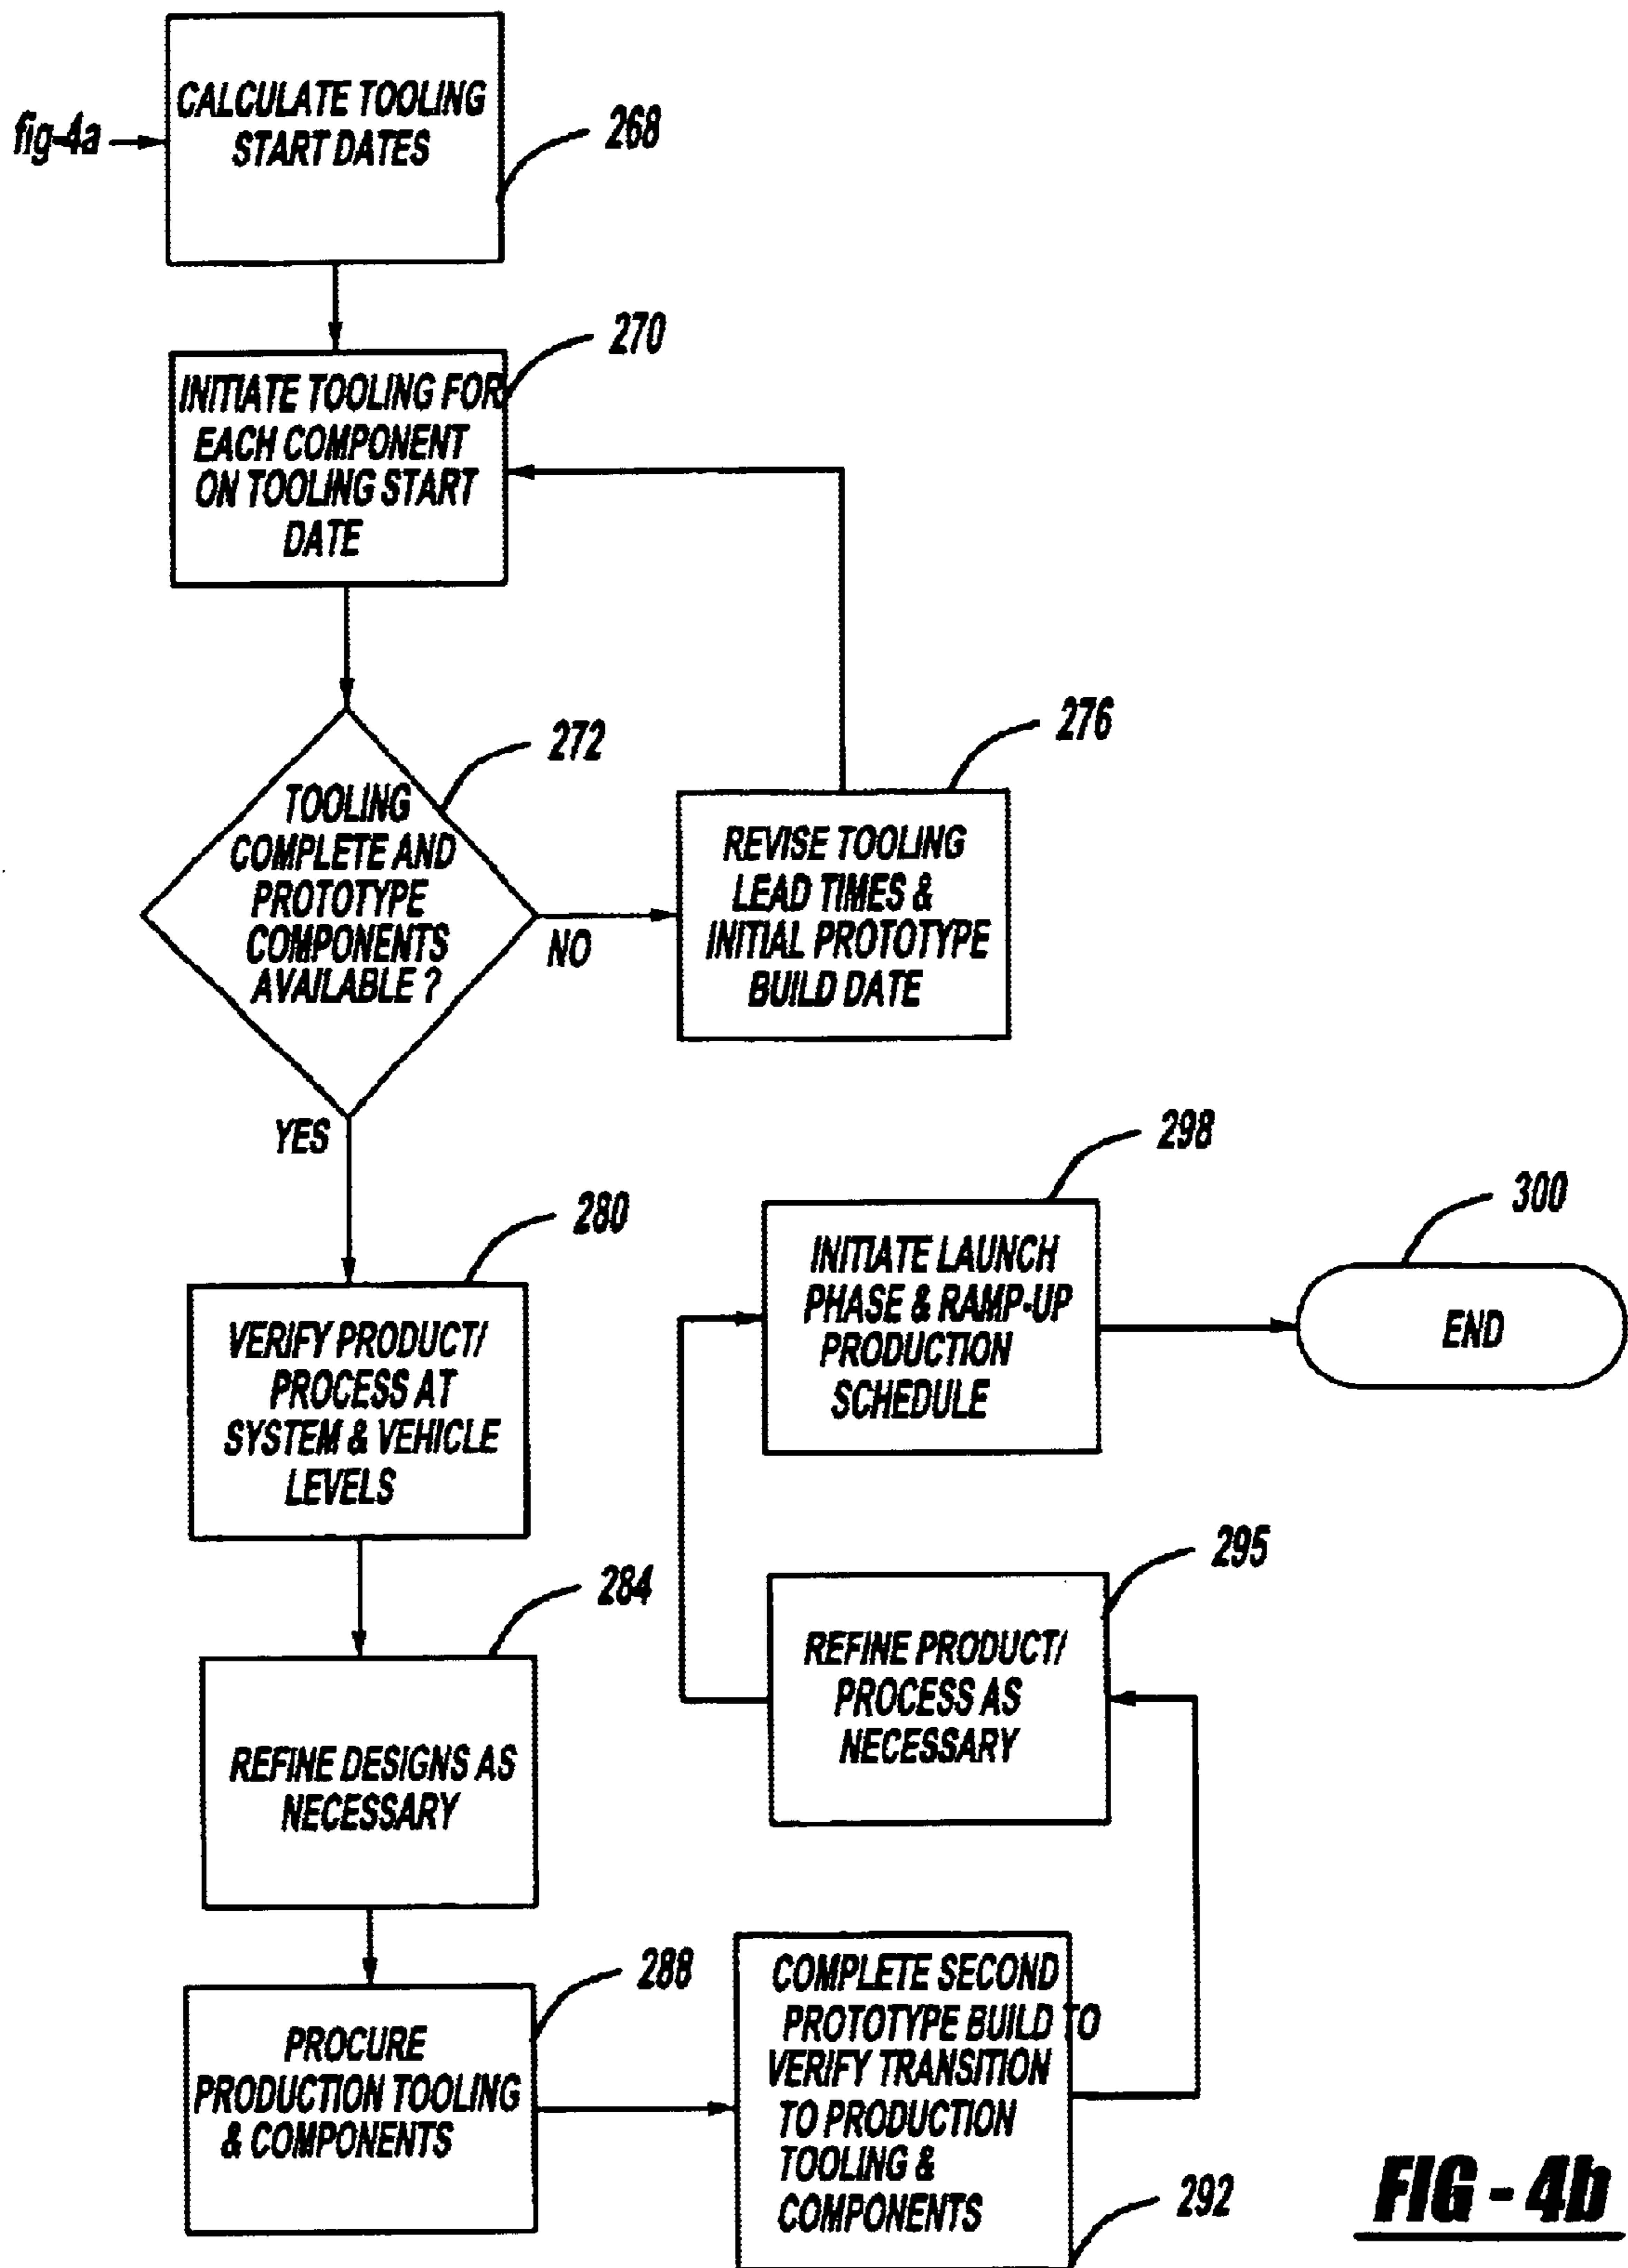 fig-4a
CALCULATE TOOLING
START DATES
268
270
INITIATE TOOLING FOR
EACH COMPONENT
ON TOOLING START
DATE
272
TOOLING
COMPLETE AND
PROTOTYPE
COMPONENTS
AVAILABLE ?
NO
YES
276
REVISE TOOLING
LEAD TIMES &
INITIAL PROTOTYPE
BUILD DATE
280
VERIFY PRODUCT/
PROCESS AT
SYSTEM & VEHICLE
LEVELS
284
REFINE DESIGNS AS
NECESSARY
288
PROCURE
PRODUCTION TOOLING
& COMPONENTS
COMPLETE SECOND
PROTOTYPE BUILD TO
VERIFY TRANSITION
TO PRODUCTION
TOOLING &
COMPONENTS
292
295
REFINE PRODUCT/
PROCESS AS
NECESSARY
298
INITIATE LAUNCH
PHASE & RAMP-UP
PRODUCTION
SCHEDULE
300
END
FIG - 4b